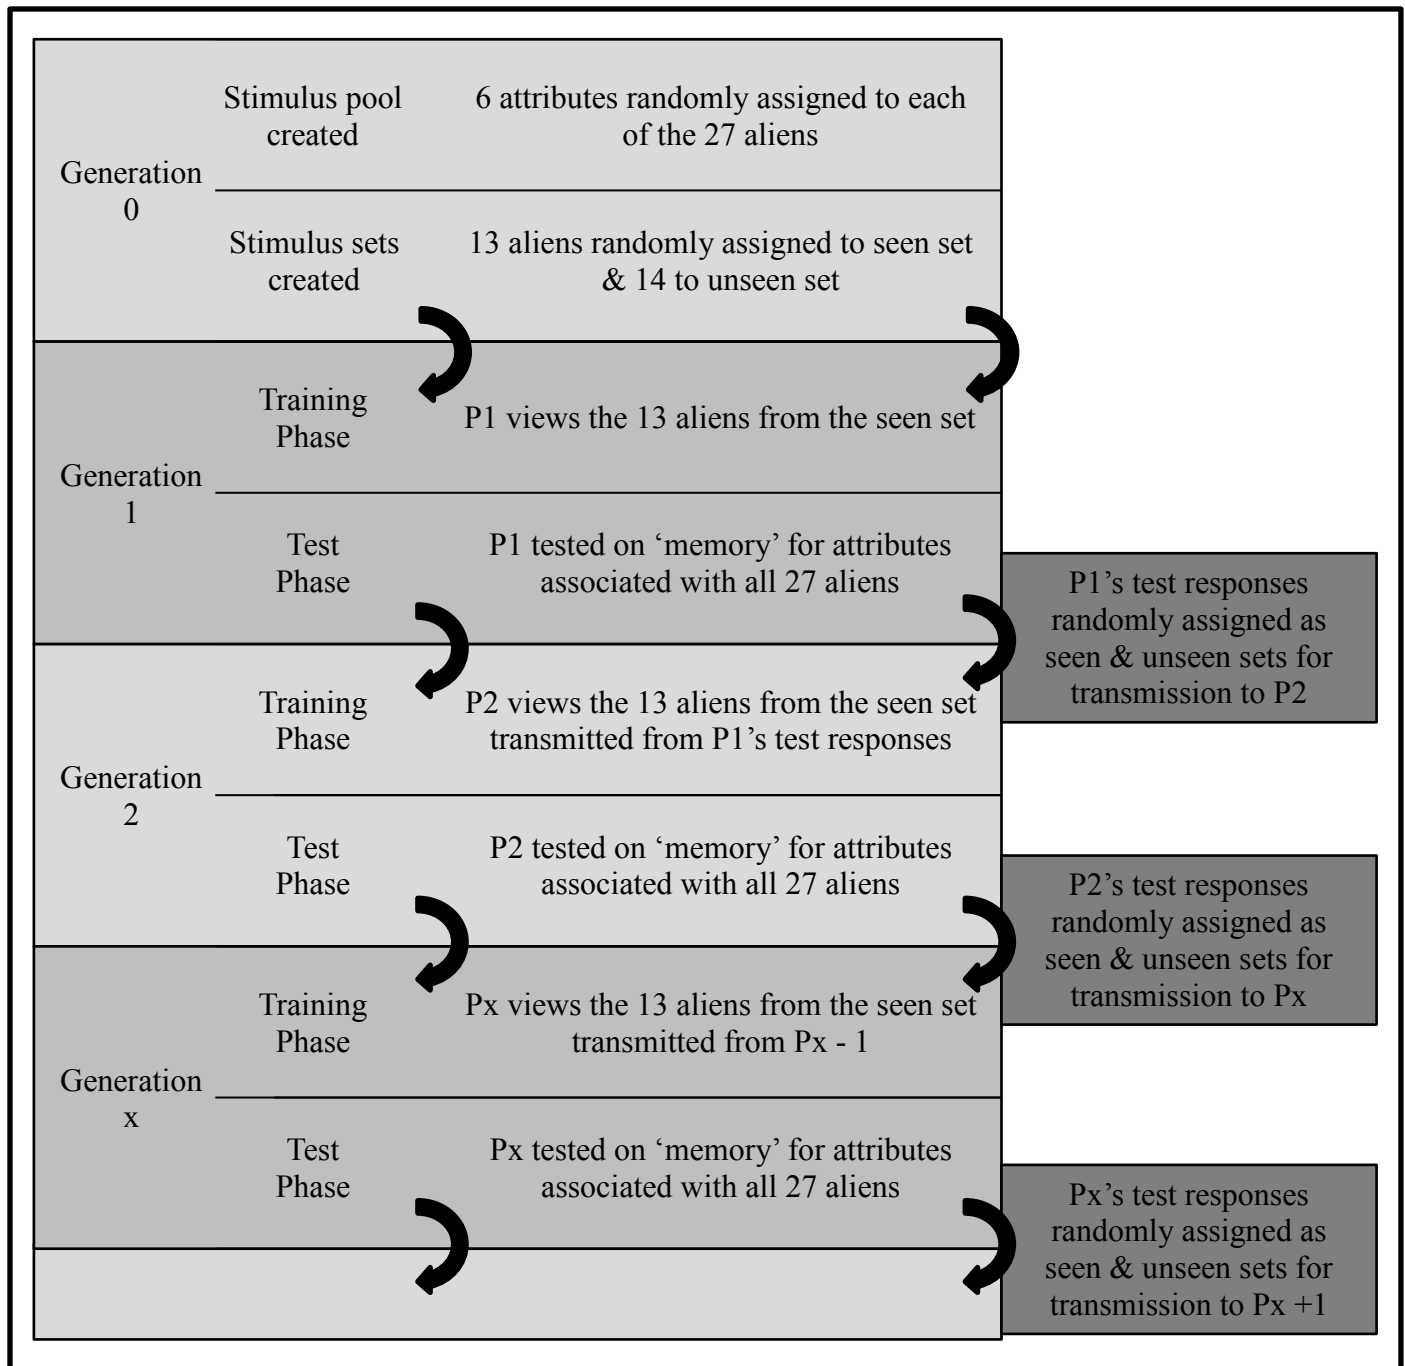 Generation
0
Stimulus pool
created
6 attributes randomly assigned to each
of the 27 aliens
Stimulus sets
created
13 aliens randomly assigned to seen set
& 14 to unseen set
Generation
1
Training
Phase
P1 views the 13 aliens from the seen set
Test
Phase
P1 tested on ‘memory’ for attributes
associated with all 27 aliens
P1’s test responses
randomly assigned as
seen & unseen sets for
transmission to P2
Generation
2
Training
Phase
P2 views the 13 aliens from the seen set
transmitted from P1’s test responses
Test
Phase
P2 tested on ‘memory’ for attributes
associated with all 27 aliens
P2’s test responses
randomly assigned as
seen & unseen sets for
transmission to Px
Generation
x
Training
Phase
Px views the 13 aliens from the seen set
transmitted from Px - 1
Test
Phase
Px tested on ‘memory’ for attributes
associated with all 27 aliens
Px’s test responses
randomly assigned as
seen & unseen sets for
transmission to Px +1